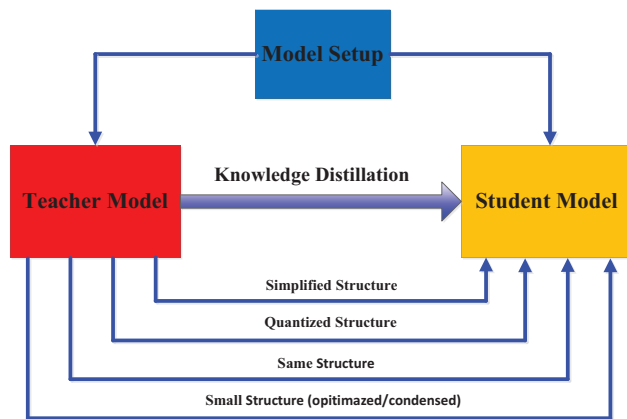 Model Setup
Knowledge Distillation
Teacher Model
Student Model
Simplified Structure
Quantized Structure
Same Structure
Small Structure (opitimazed/condensed)